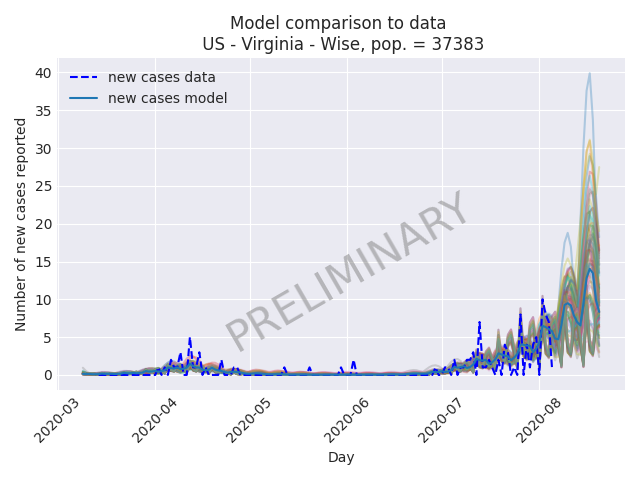 Model comparison to data
US - Virginia - Wise, pop. = 37383
new cases data
new cases model
Number of new cases reported
40
35
30
25
20
15
10
5
0
PRELIMINARY
2020-03
2020-04
2020-05
2020-06
2020-07
2020-08
Day